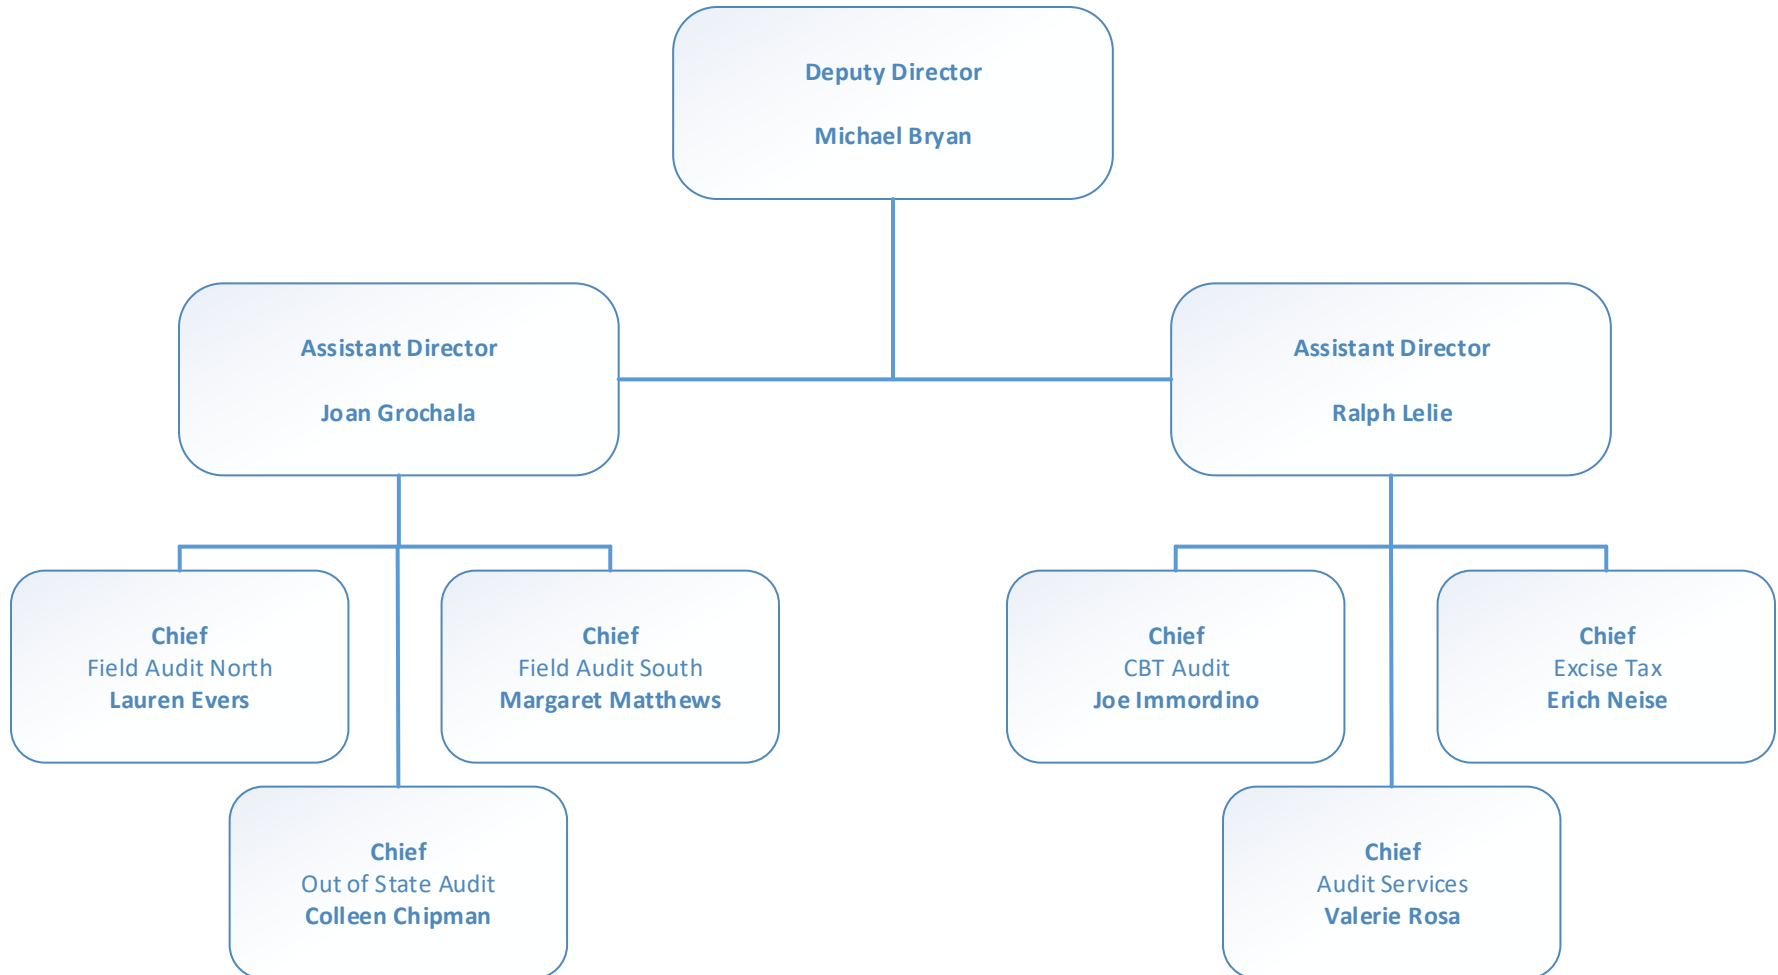 Deputy Director
Michael Bryan
Assistant Director
Joan Grochala
Assistant Director
Ralph Lelie
Chief
Field Audit North
Lauren Evers
Chief
Field Audit South
Margaret Matthews
Chief
CBT Audit
Joe Immordino
Chief
Excise Tax
Erich Neise
Chief
Out of State Audit
Colleen Chipman
Chief
Audit Services
Valerie Rosa